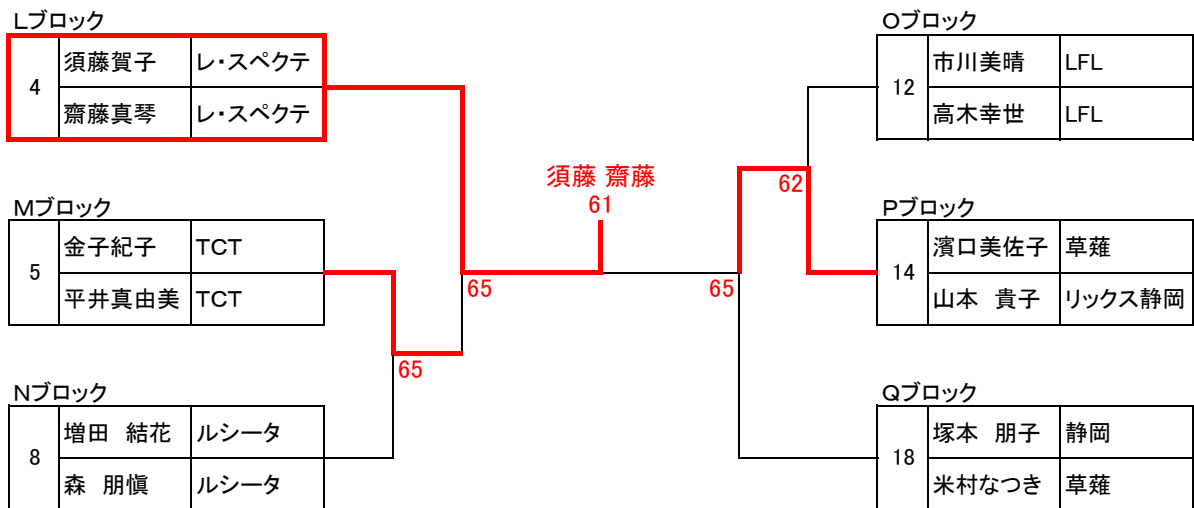 Lブロック
4
須藤賀子 レ・スペクテ
齋藤真琴 レ・スペクテ
Mブロック
5
金子紀子 TCT
平井真由美 TCT
Nブロック
8
増田 結花 ルシータ
森 朋愼 ルシータ
須藤 齋藤
61
65
65
65
62
Oブロック
12
市川美晴 LFL
高木幸世 LFL
Pブロック
14
濱口美佐子 草薙
山本 貴子 リックス静岡
Qブロック
18
塚本 朋子 静岡
米村なつき 草薙